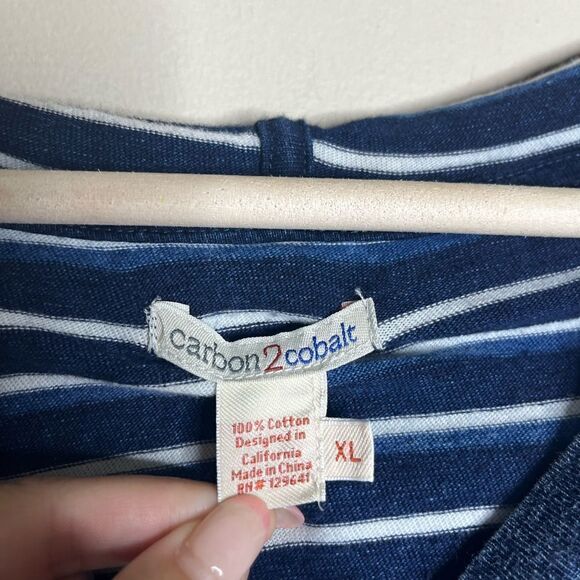 carbon2cobalt
100% Cotton
Designed in
California
Made in China
RN# 129641
XL